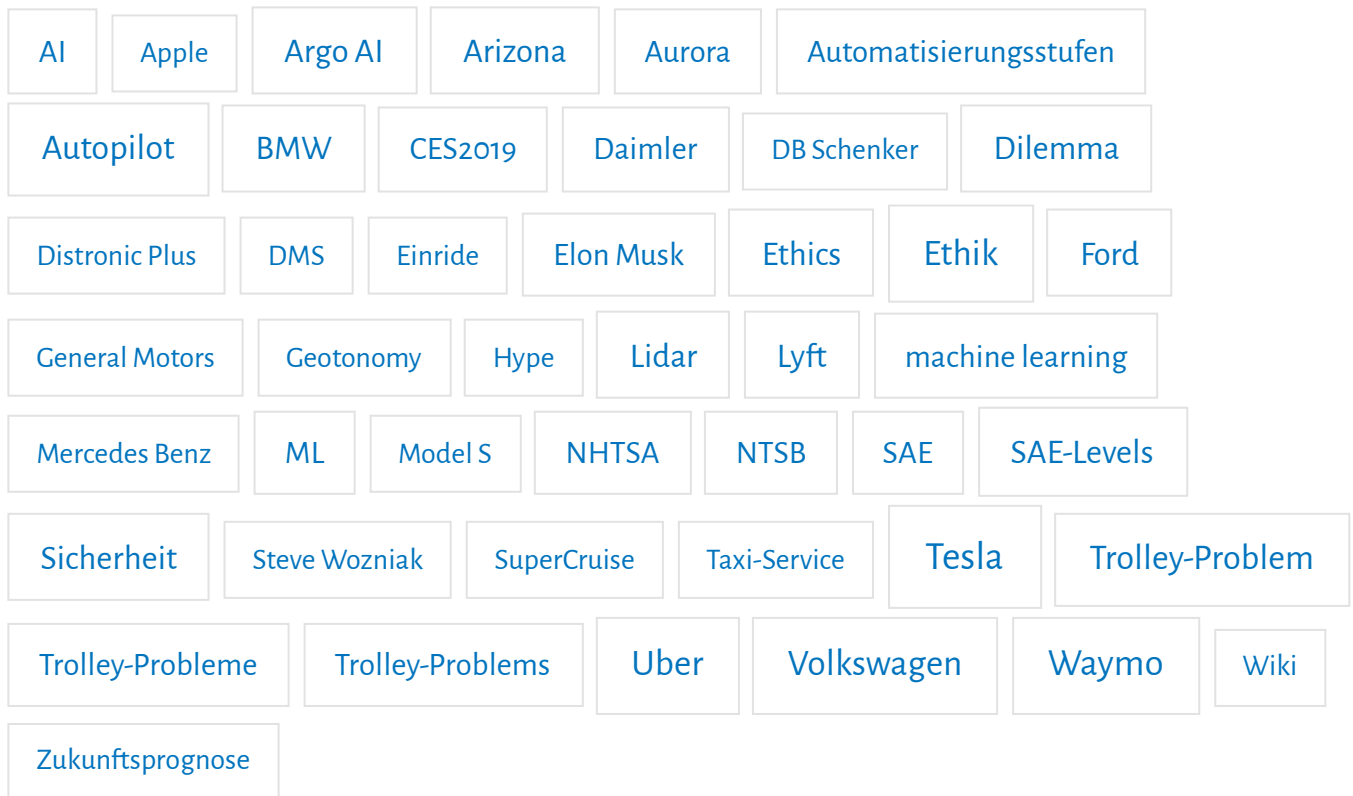 AI Apple Argo AI Arizona Aurora Automatisierungsstufen
Autopilot BMW CES2019 Daimler DB Schenker Dilemma
Distronic Plus DMS Einride Elon Musk Ethics Ethik Ford
General Motors Geotonomy Hype Lidar Lyft machine learning
Mercedes Benz ML Model S NHTSA NTSB SAE SAE-Levels
Sicherheit Steve Wozniak SuperCruise Taxi-Service Tesla Trolley-Problem
Trolley-Probleme Trolley-Problems Uber Volkswagen Waymo Wiki
Zukunftsprognose